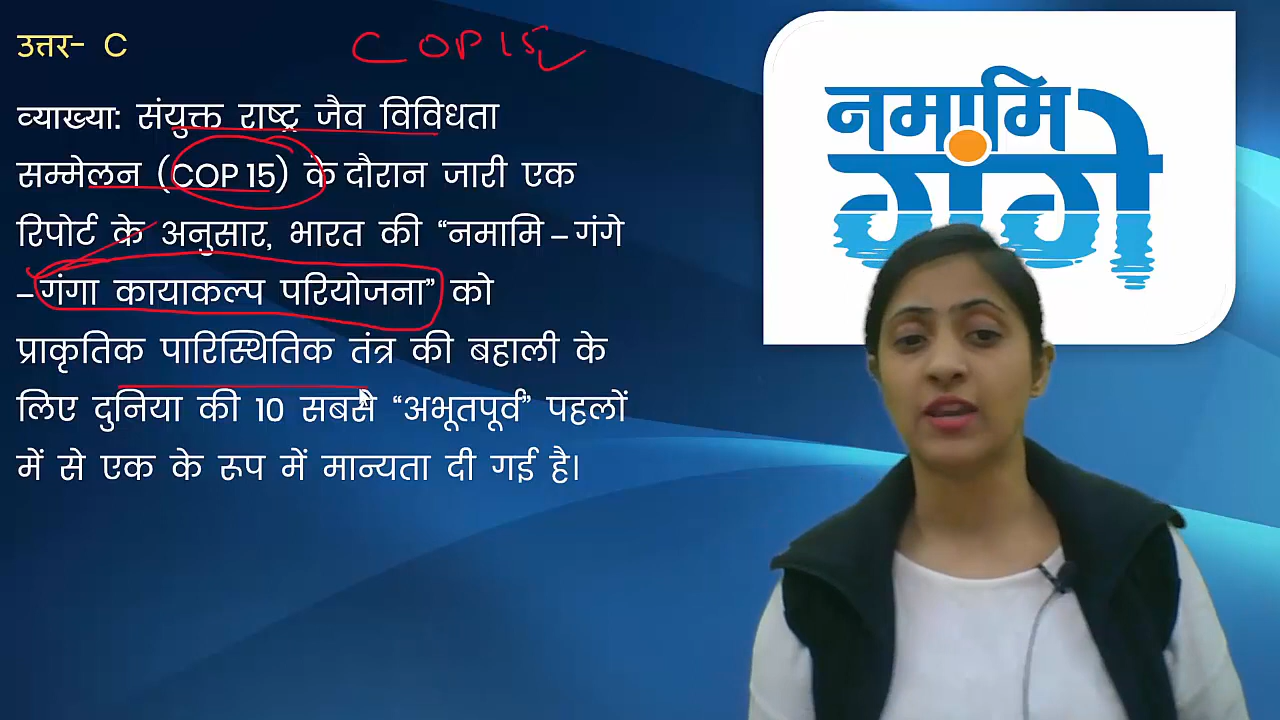 उत्तर- C
COP15
व्याख्या: संयुक्त राष्ट्र जैव विविधता
सम्मेलन (COP 15) के दौरान जारी एक
रिपोर्ट के अनुसार, भारत की “नमामि – गंगे
– गंगा कायाकल्प परियोजना” को
प्राकृतिक पारिस्थितिक तंत्र की बहाली के
लिए दुनिया की 10 सबसे “अभूतपूर्व” पहलों
में से एक के रूप में मान्यता दी गई है।
नमामि
गंगे